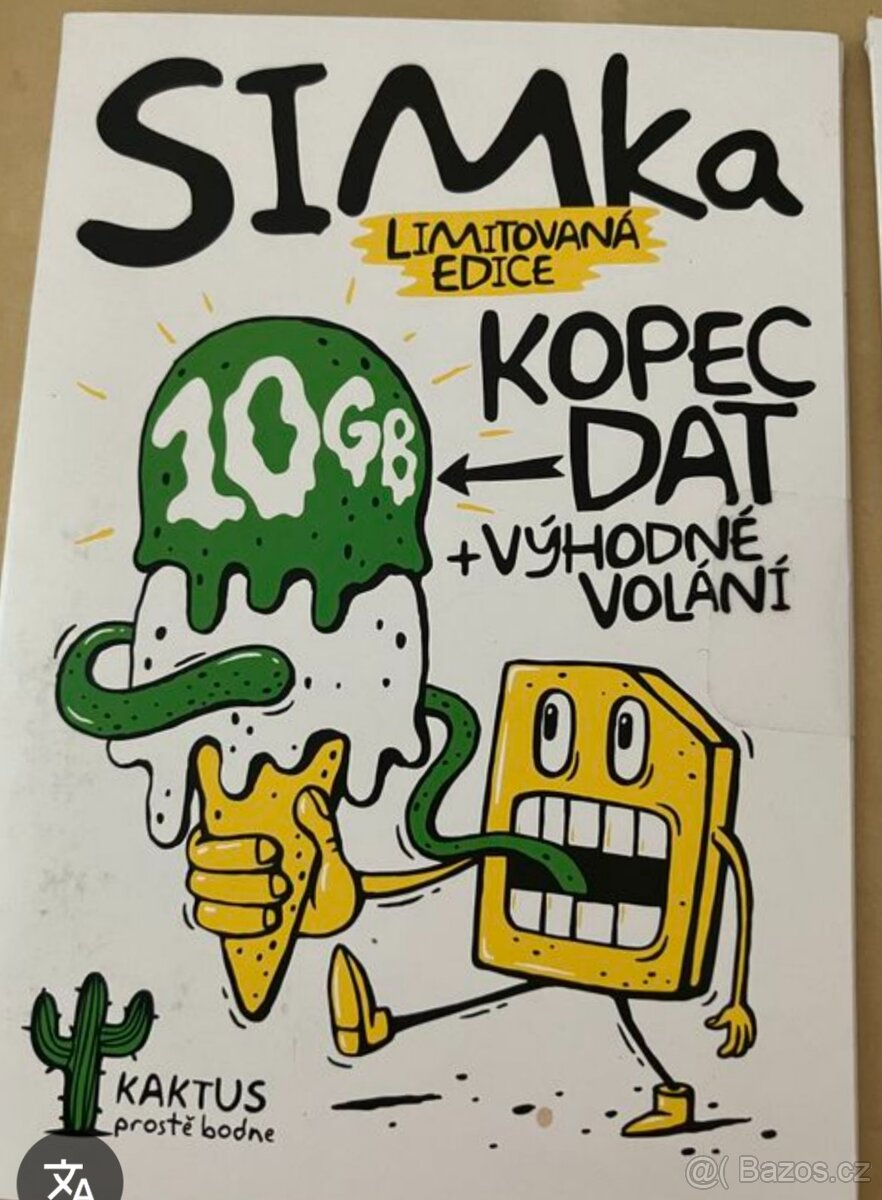 SIMka
LIMITOVANÁ
EDICE
KOPEC
DAT
10GB
+VÝHODNÉ
VOLÁNÍ
KAKTUS
prostě bodne
@( Bazos.cz